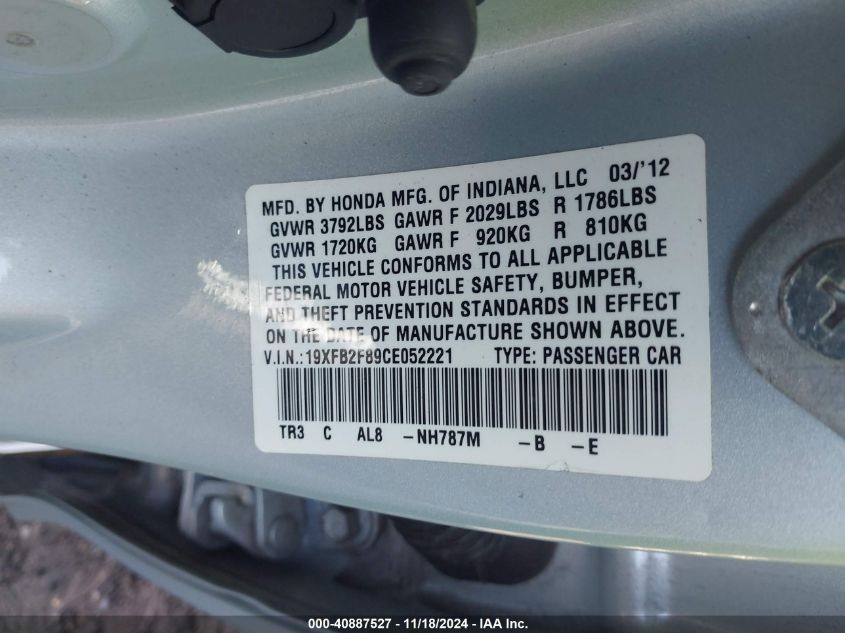 MFD. BY HONDA MFG. OF INDIANA, LLC 03/'12
GVWR 3792LBS GAWR F 2029LBS R 1786LBS
GVWR 1720KG GAWR F 920KG R 810KG
THIS VEHICLE CONFORMS TO ALL APPLICABLE
FEDERAL MOTOR VEHICLE SAFETY, BUMPER,
AND THEFT PREVENTION STANDARDS IN EFFECT
ON THE DATE OF MANUFACTURE SHOWN ABOVE.
V.I.N.:19XFB2F89CE052221 TYPE: PASSENGER CAR
TR3 C AL8 -NH787M -B -E
000-40887527 - 11/18/2024 - IAA Inc.